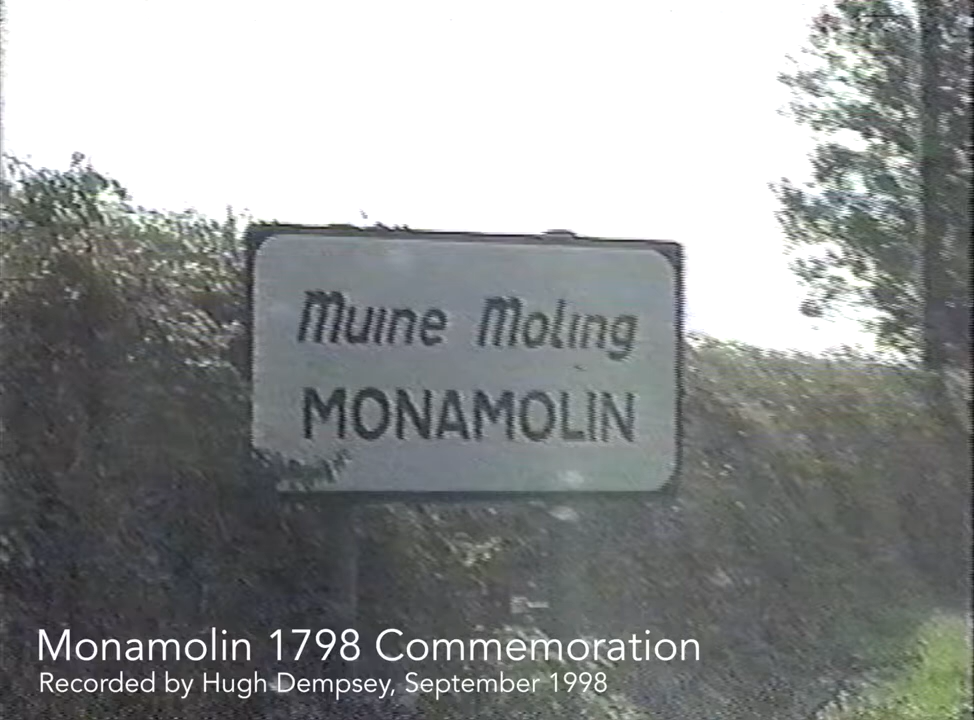 Muine Moling
MONAMOLIN
Monamolin 1798 Commemoration
Recorded by Hugh Dempsey, September 1998